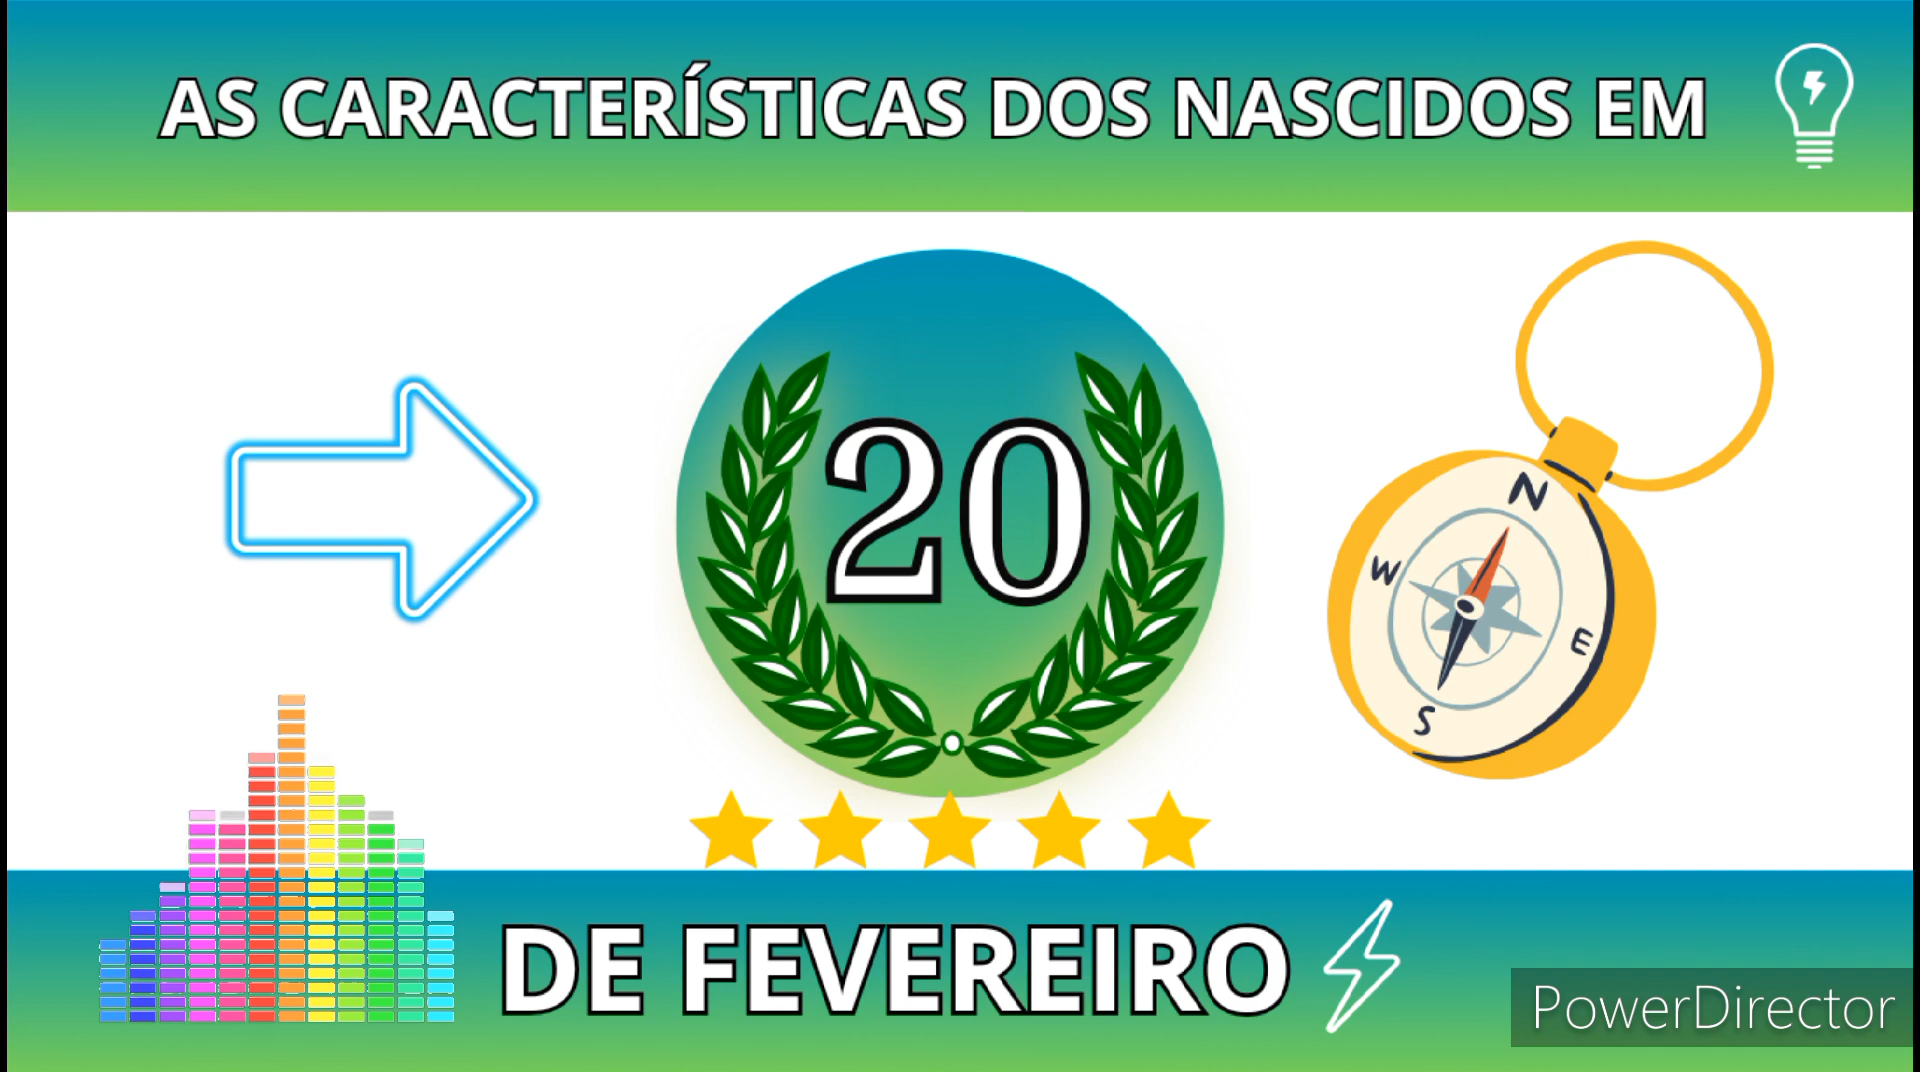 AS CARACTERÍSTICAS DOS NASCIDOS EM
20
N
W
E
S
DE FEVEREIRO
PowerDirector